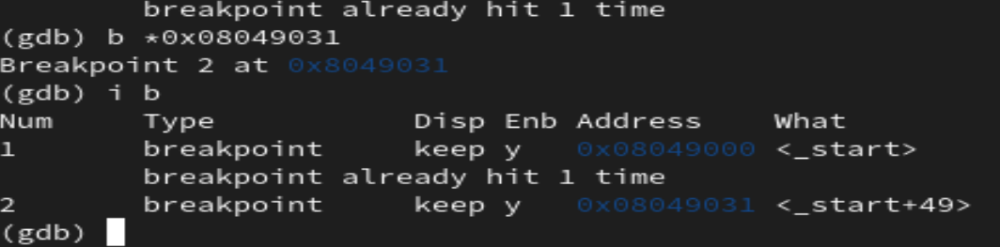 breakpoint already hit 1 time
(gdb) b *0x08049031
Breakpoint 2 at 0x8049031
(gdb) i b
Num     Type           Disp Enb Address    What
1       breakpoint     keep y   0x08049000 <_start>
        breakpoint already hit 1 time
2       breakpoint     keep y   0x08049031 <_start+49>
(gdb)